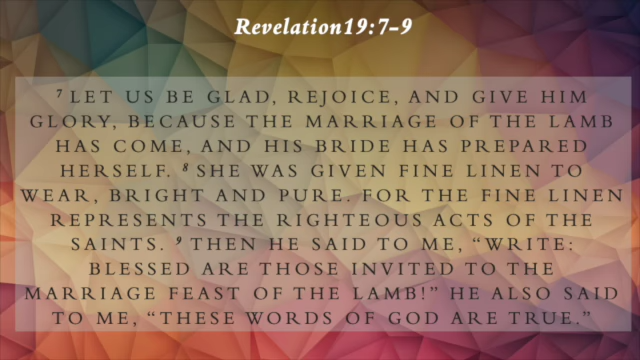 Revelation19:7-9
7 LET US BE GLAD, REJOICE, AND GIVE HIM
GLORY, BECAUSE THE MARRIAGE OF THE LAMB
HAS COME, AND HIS BRIDE HAS PREPARED
HERSELF. 8 SHE WAS GIVEN FINE LINEN TO
WEAR, BRIGHT AND PURE. FOR THE FINE LINEN
REPRESENTS THE RIGHTEOUS ACTS OF THE
SAINTS. 9 THEN HE SAID TO ME, “WRITE:
BLESSED ARE THOSE INVITED TO THE
MARRIAGE FEAST OF THE LAMB!” HE ALSO SAID
TO ME, “THESE WORDS OF GOD ARE TRUE.”